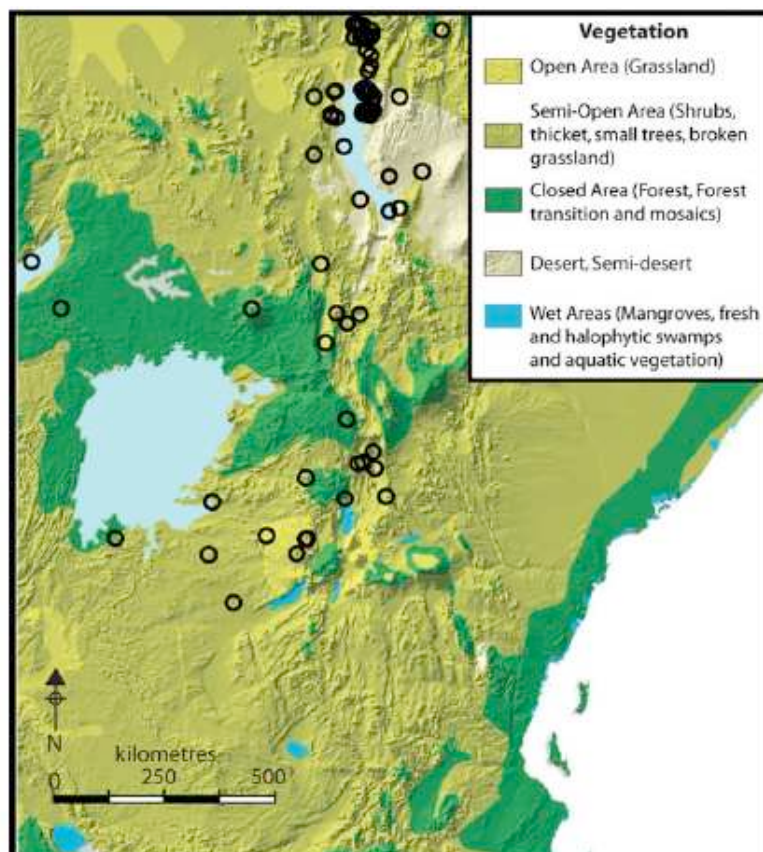 Vegetation
Open Area (Grassland)
Semi-Open Area (Shrubs,
thicket, small trees, broken
grassland)
Closed Area (Forest, Forest
transition and mosaics)
Desert, Semi-desert
Wet Areas (Mangroves, fresh
and halophytic swamps
and aquatic vegetation)
N
kilometres
0 250 500